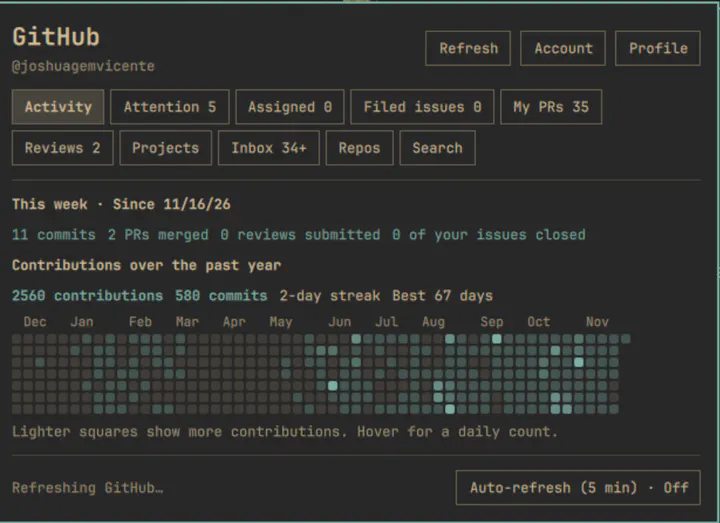 GitHub
@joshuagemvicente
Refresh Account Profile
Activity Attention 5 Assigned 0 Filed issues 0 My PRs 35
Reviews 2 Projects Inbox 34+ Repos Search
This week · Since 11/16/26
11 commits 2 PRs merged 0 reviews submitted 0 of your issues closed
Contributions over the past year
2560 contributions 580 commits 2-day streak Best 67 days
Dec Jan Feb Mar Apr May Jun Jul Aug Sep Oct Nov
Lighter squares show more contributions. Hover for a daily count.
Refreshing GitHub… Auto-refresh (5 min) · Off